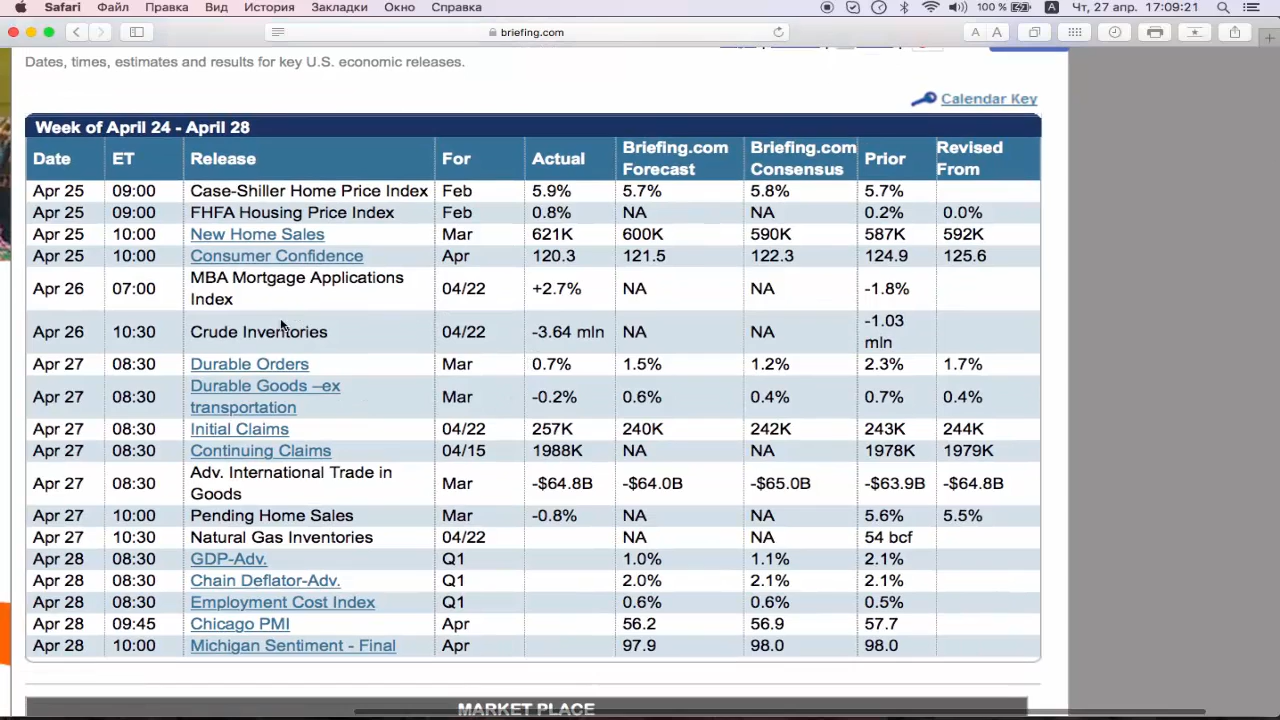 Safari Файл Правка Вид История Закладки Окно Справка 100 % A Чт, 27 апр. 17:09:21
briefing.com A A
Dates, times, estimates and results for key U.S. economic releases.
Calendar Key
Week of April 24 - April 28
Date ET Release For Actual Briefing.com Forecast Briefing.com Consensus Prior Revised From
Apr 25 09:00 Case-Shiller Home Price Index Feb 5.9% 5.7% 5.8% 5.7%
Apr 25 09:00 FHFA Housing Price Index Feb 0.8% NA NA 0.2% 0.0%
Apr 25 10:00 New Home Sales Mar 621K 600K 590K 587K 592K
Apr 25 10:00 Consumer Confidence Apr 120.3 121.5 122.3 124.9 125.6
Apr 26 07:00 MBA Mortgage Applications Index 04/22 +2.7% NA NA -1.8%
Apr 26 10:30 Crude Inventories 04/22 -3.64 mln NA NA -1.03 mln
Apr 27 08:30 Durable Orders Mar 0.7% 1.5% 1.2% 2.3% 1.7%
Apr 27 08:30 Durable Goods –ex transportation Mar -0.2% 0.6% 0.4% 0.7% 0.4%
Apr 27 08:30 Initial Claims 04/22 257K 240K 242K 243K 244K
Apr 27 08:30 Continuing Claims 04/15 1988K NA NA 1978K 1979K
Apr 27 08:30 Adv. International Trade in Goods Mar -$64.8B -$64.0B -$65.0B -$63.9B -$64.8B
Apr 27 10:00 Pending Home Sales Mar -0.8% NA NA 5.6% 5.5%
Apr 27 10:30 Natural Gas Inventories 04/22 NA NA 54 bcf
Apr 28 08:30 GDP-Adv. Q1 1.0% 1.1% 2.1%
Apr 28 08:30 Chain Deflator-Adv. Q1 2.0% 2.1% 2.1%
Apr 28 08:30 Employment Cost Index Q1 0.6% 0.6% 0.5%
Apr 28 09:45 Chicago PMI Apr 56.2 56.9 57.7
Apr 28 10:00 Michigan Sentiment - Final Apr 97.9 98.0 98.0
MARKET PLACE